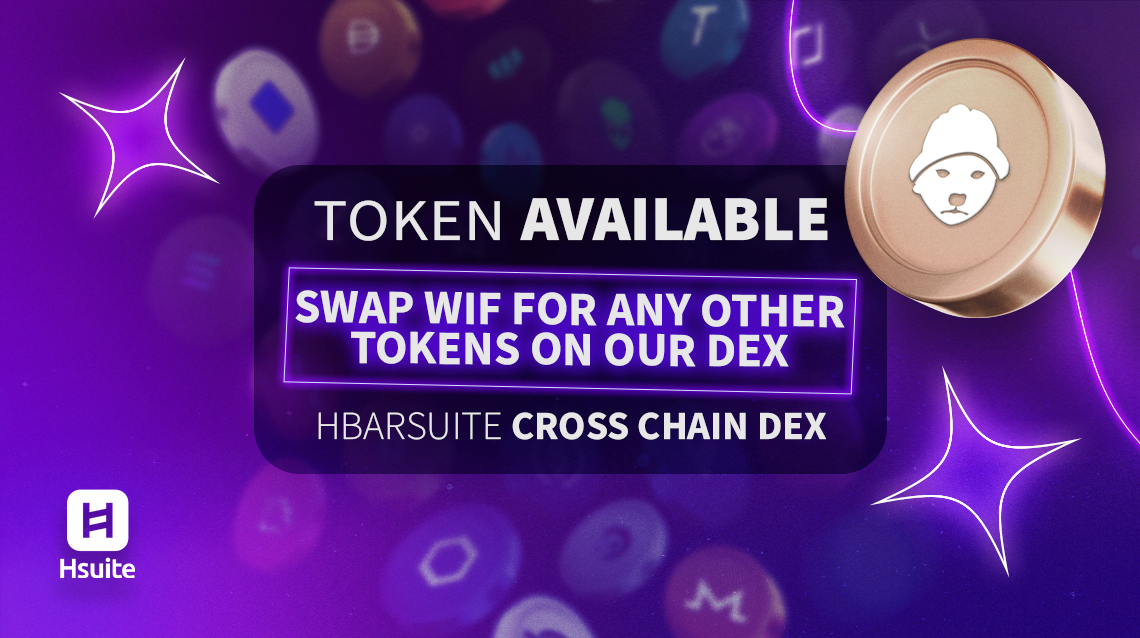 TOKEN AVAILABLE
SWAP WIF FOR ANY OTHER
TOKENS ON OUR DEX
HBARSUITE CROSS CHAIN DEX
Hsuite